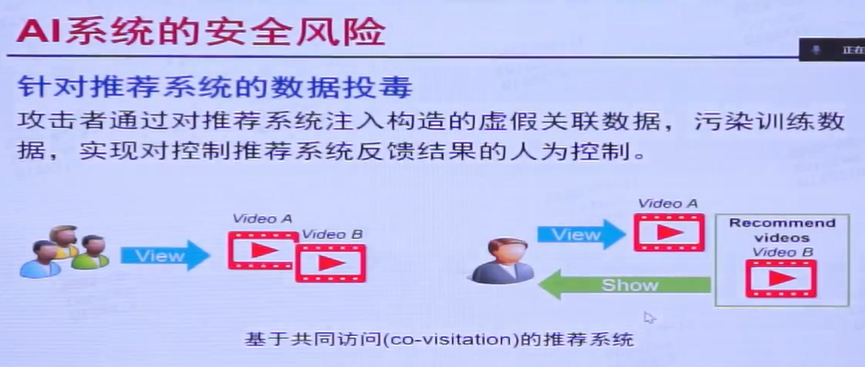 AI系统的安全风险
正在
针对推荐系统的数据投毒
攻击者通过对推荐系统注入构造的虚假关联数据，污染训练数
据，实现对控制推荐系统反馈结果的人为控制。
Video A
Video B
View
Video A
View
Recommend
videos
Video B
Show
基于共同访问(co-visitation)的推荐系统